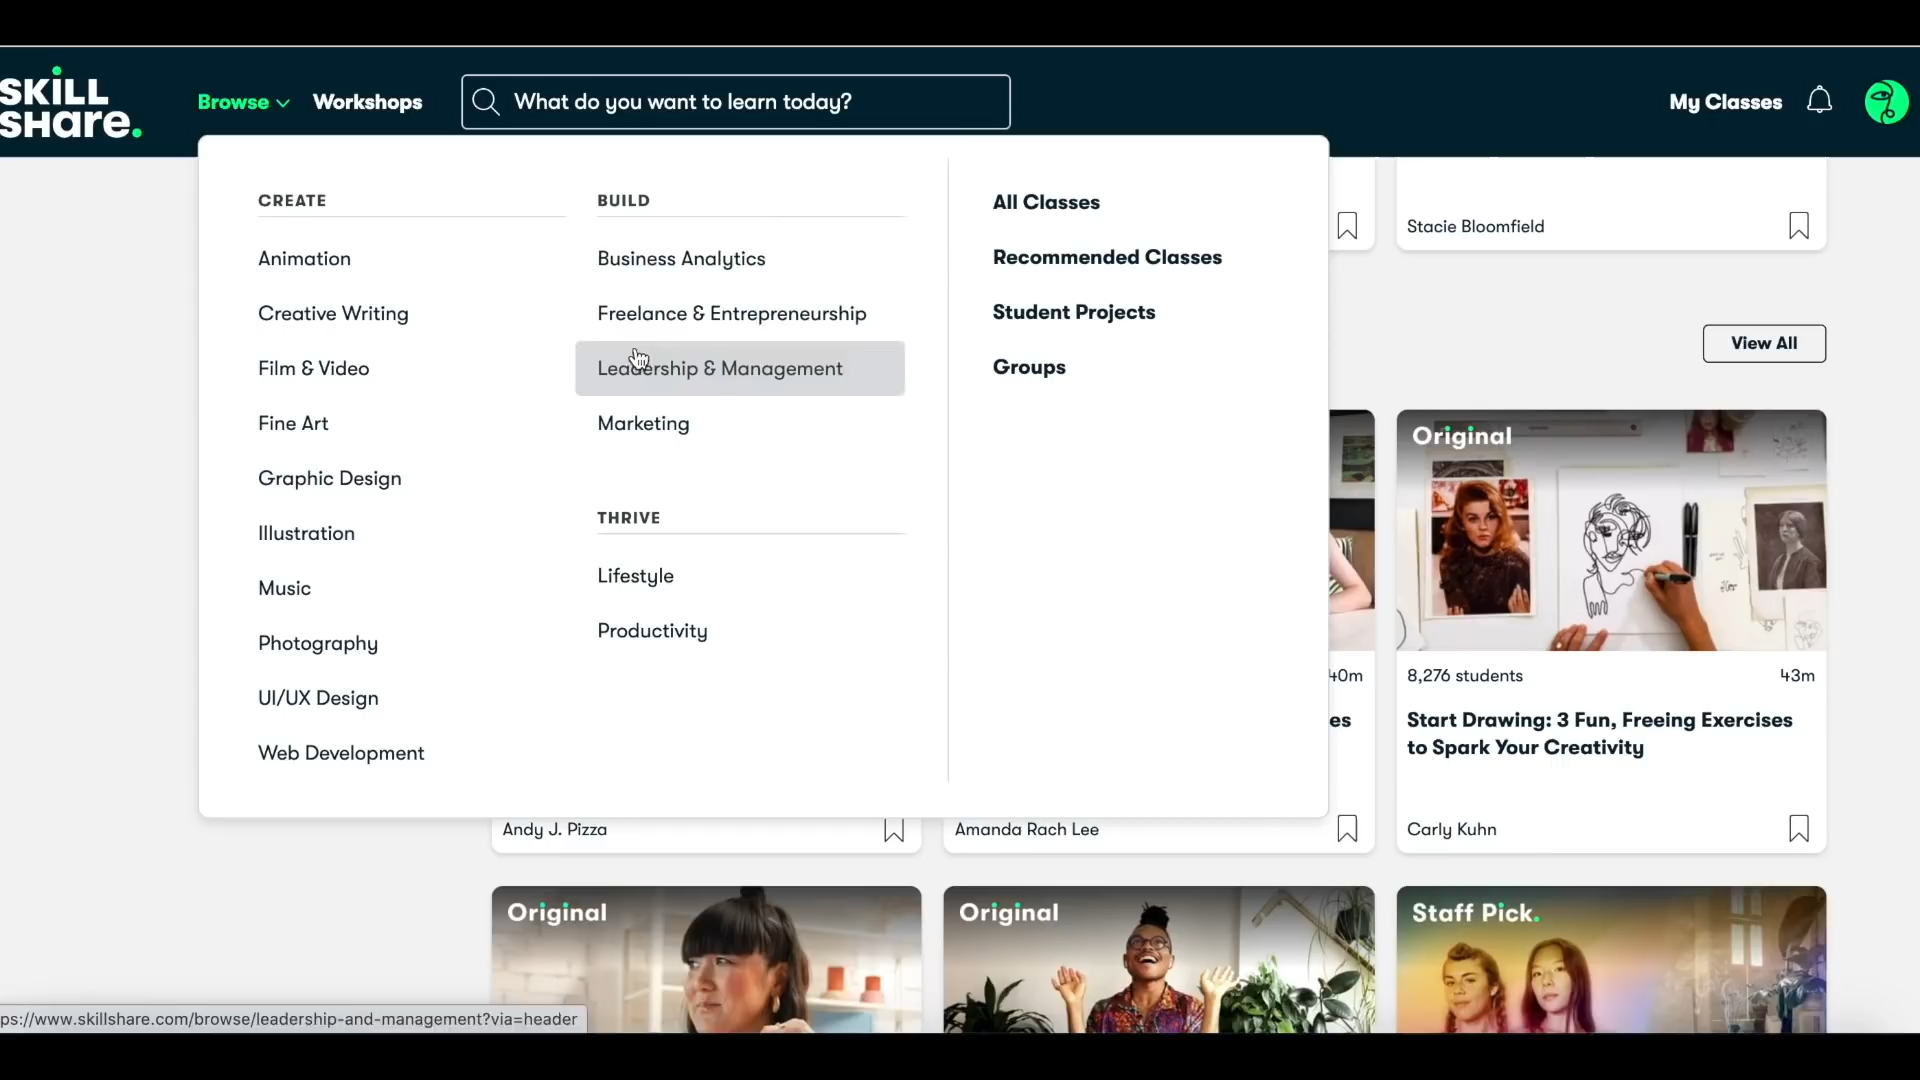 SKILL
SHARE.
Browse
Workshops
What do you want to learn today?
My Classes
CREATE
Animation
Creative Writing
Film & Video
Fine Art
Graphic Design
Illustration
Music
Photography
UI/UX Design
Web Development
BUILD
Business Analytics
Freelance & Entrepreneurship
Leadership & Management
Marketing
THRIVE
Lifestyle
Productivity
All Classes
Recommended Classes
Student Projects
Groups
Stacie Bloomfield
View All
Original
40m
es
8,276 students
43m
Start Drawing: 3 Fun, Freeing Exercises
to Spark Your Creativity
Andy J. Pizza
Amanda Rach Lee
Carly Kuhn
Original
Original
Staff Pick.
ps://www.skillshare.com/browse/leadership-and-management?via=header